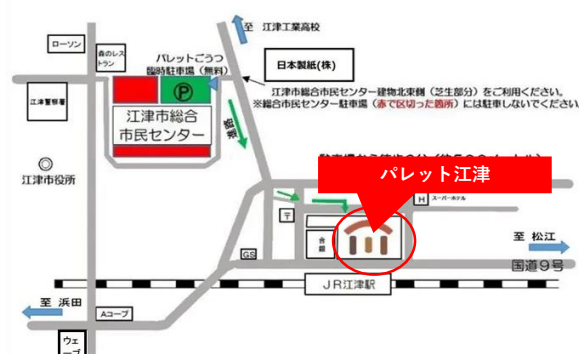 至　江津工業高校
ローソン
森のレス
トラン
パレットごうつ
臨時駐車場（無料）
日本製紙(株)
江津市総合市民センター建物北東側（芝生部分）をご利用ください。
※総合市民センター駐車場（赤で区切った箇所）には駐車しないでください
江津警察署
P
江津市総合
市民センター
進路
江津市役所
パレット江津
H
スーパーホテル
〒
合銀
至　松江
国道９号
GS
ＪＲ江津駅
至　浜田
Aコープ
ウェ
ーブ